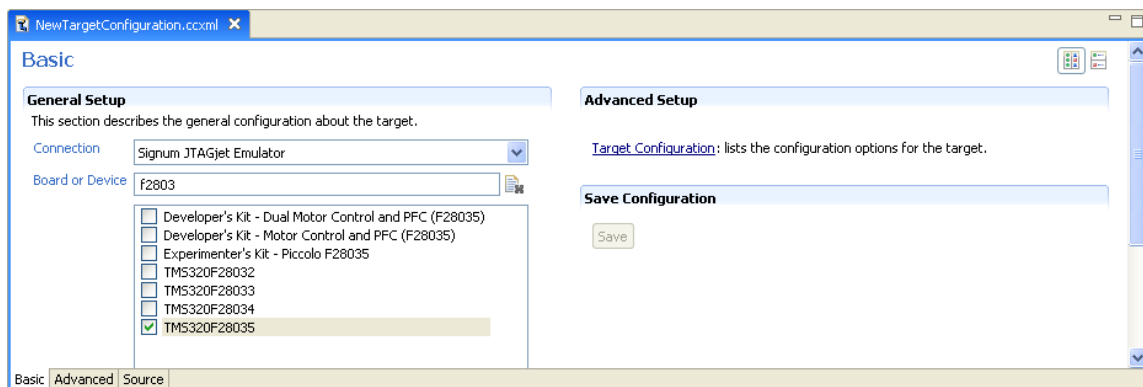 NewTargetConfiguration.ccxml
Basic
General Setup
This section describes the general configuration about the target.
Connection
Signum JTAGjet Emulator
Board or Device
f2803
Developer's Kit - Dual Motor Control and PFC (F28035)
Developer's Kit - Motor Control and PFC (F28035)
Experimenter's Kit - Piccolo F28035
TMS320F28032
TMS320F28033
TMS320F28034
TMS320F28035
Advanced Setup
Target Configuration: lists the configuration options for the target.
Save Configuration
Save
Basic Advanced Source